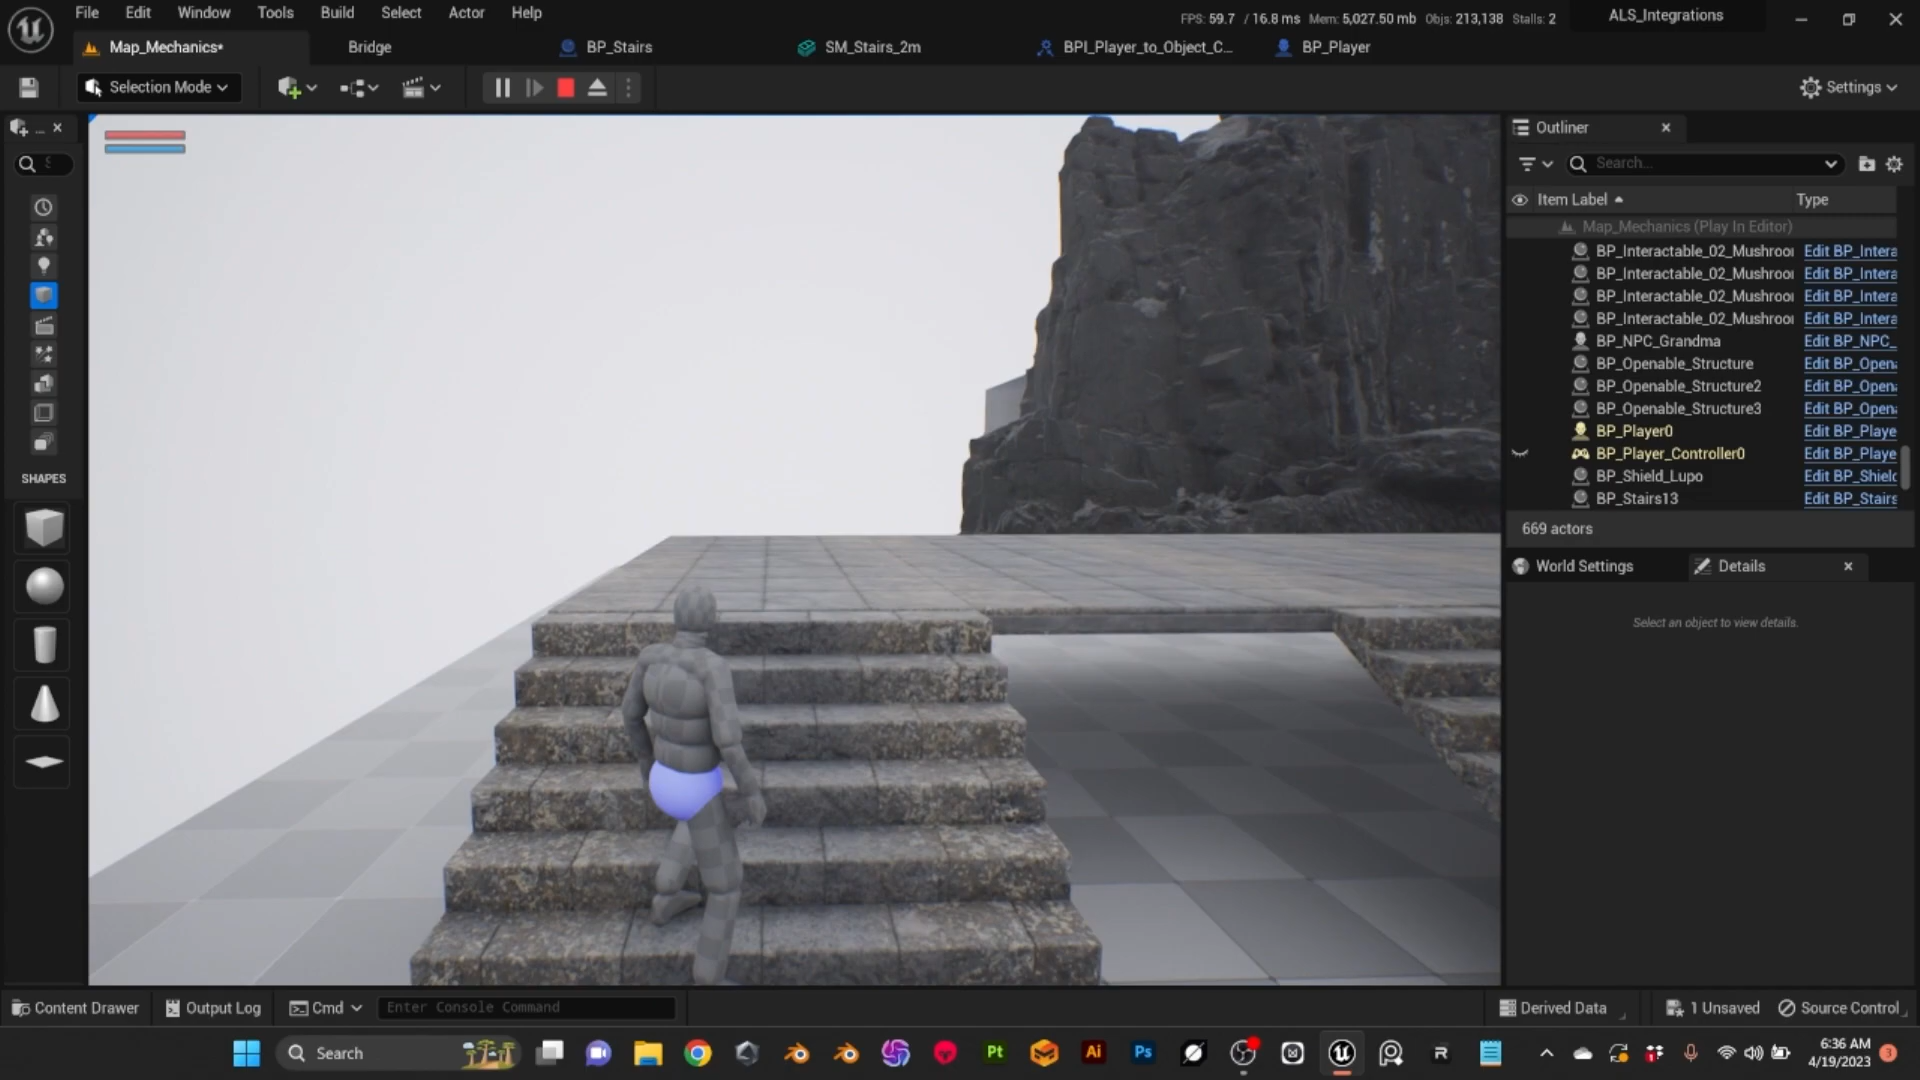 File Edit Window Tools Build Select Actor Help
FPS: 59.7 / 16.8 ms Mem: 5,027.50 mb Objs: 213,138 Stalls: 2
ALS_Integrations
Map_Mechanics*
Bridge
BP_Stairs
SM_Stairs_2m
BPI_Player_to_Object_C...
BP_Player
Selection Mode
Settings
...
Outliner
Search...
Item Label
Type
Map_Mechanics (Play In Editor)
BP_Interactable_02_Mushroo Edit BP_Intera
BP_Interactable_02_Mushroo Edit BP_Intera
BP_Interactable_02_Mushroo Edit BP_Intera
BP_Interactable_02_Mushroo Edit BP_Intera
BP_NPC_Grandma Edit BP_NPC_
BP_Openable_Structure Edit BP_Open
BP_Openable_Structure2 Edit BP_Open
BP_Openable_Structure3 Edit BP_Open
BP_Player0 Edit BP_Playe
BP_Player_Controller0 Edit BP_Playe
BP_Shield_Lupo Edit BP_Shield
BP_Stairs13 Edit BP_Stairs
669 actors
World Settings
Details
Select an object to view details.
SHAPES
Content Drawer
Output Log
Cmd
Enter Console Command
Derived Data
1 Unsaved
Source Control
Search
Pt
Ai
Ps
R
6:36 AM
4/19/2023
3